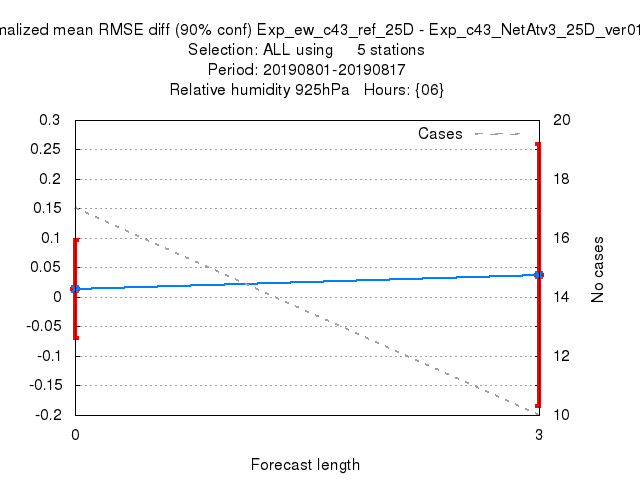 malized mean RMSE diff (90% conf) Exp_ew_c43_ref_25D - Exp_c43_NetAtv3_25D_ver01
Selection: ALL using 5 stations
Period: 20190801-20190817
Relative humidity 925hPa Hours: {06}
0.3
0.25
0.2
0.15
0.1
0.05
0
-0.05
-0.1
-0.15
-0.2
Cases
20
18
16
14
12
10
No cases
0
3
Forecast length